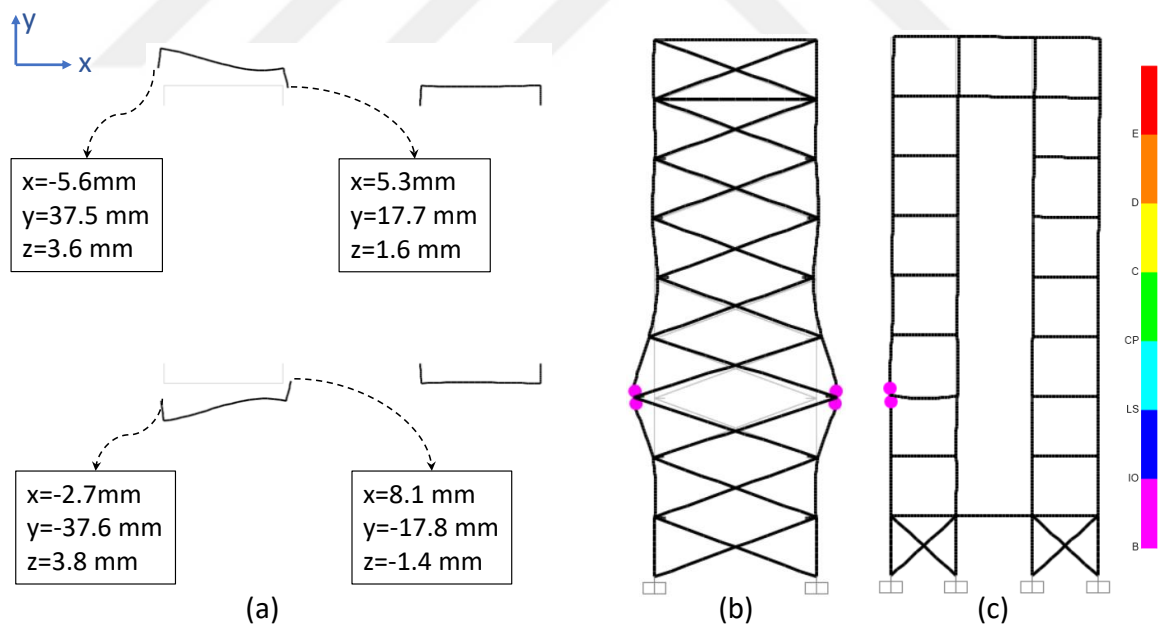 y
x
x=-5.6mm
y=37.5 mm
z=3.6 mm
x=5.3mm
y=17.7 mm
z=1.6 mm
x=-2.7mm
y=-37.6 mm
z=3.8 mm
x=8.1 mm
y=-17.8 mm
z=-1.4 mm
E
D
C
CP
LS
IO
B
(a)
(b)
(c)